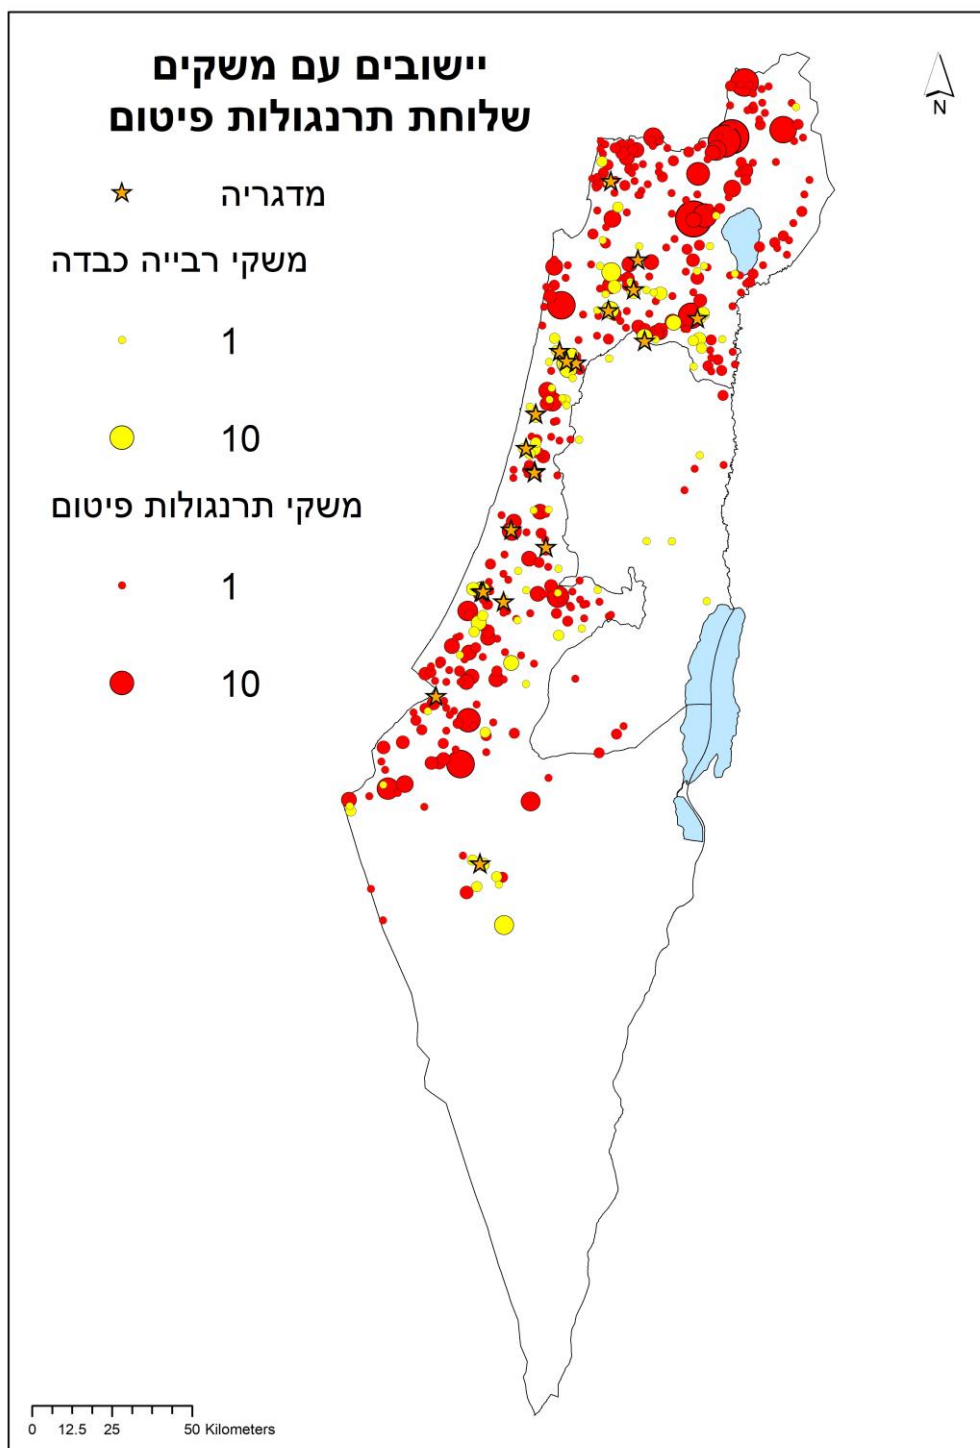 יישובים עם משקים
שלוחת תרנגולות פיטום
N
מדגריה
משקי רבייה כבדה
1
10
משקי תרנגולות פיטום
1
10
0 12.5 25 50 Kilometers